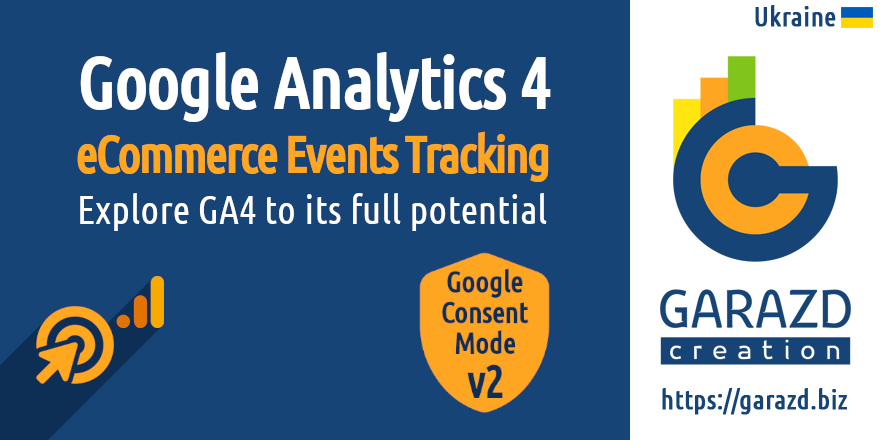 Google Analytics 4
eCommerce Events Tracking
Explore GA4 to its full potential
Google
Consent
Mode
v2
Ukraine
GARAZD
creation
https://garazd.biz